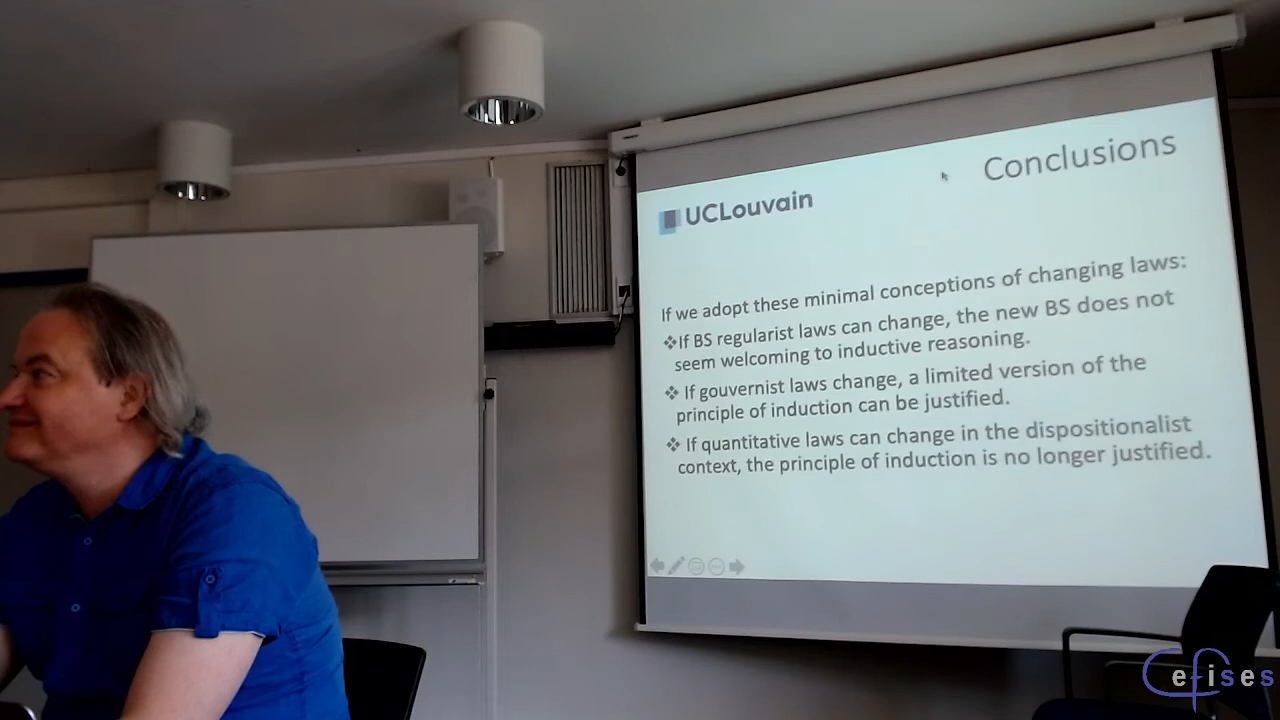 Conclusions
UCLouvain
If we adopt these minimal conceptions of changing laws:
❖If BS regularist laws can change, the new BS does not
seem welcoming to inductive reasoning.
❖ If gouvernist laws change, a limited version of the
principle of induction can be justified.
❖ If quantitative laws can change in the dispositionalist
context, the principle of induction is no longer justified.
Cefises